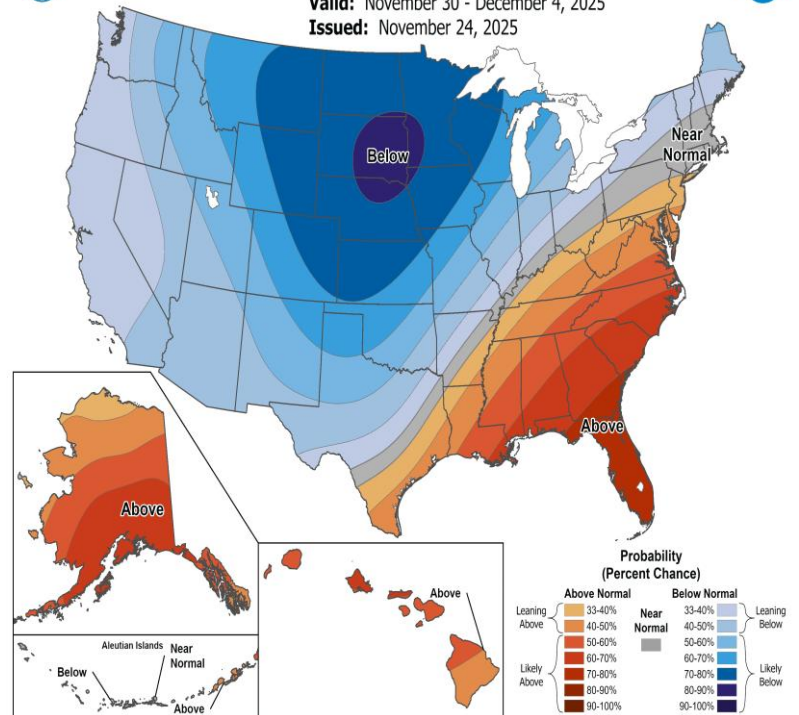 Valid: November 30 - December 4, 2025
Issued: November 24, 2025
Near
Normal
Below
Above
Above
Above
Aleutian Islands
Near
Normal
Below
Above
Probability
(Percent Chance)
Above Normal
Below Normal
Leaning
Above
33-40%
40-50%
Likely
Above
50-60%
60-70%
70-80%
80-90%
90-100%
Near
Normal
33-40%
40-50%
Leaning
Below
50-60%
60-70%
70-80%
80-90%
90-100%
Likely
Below